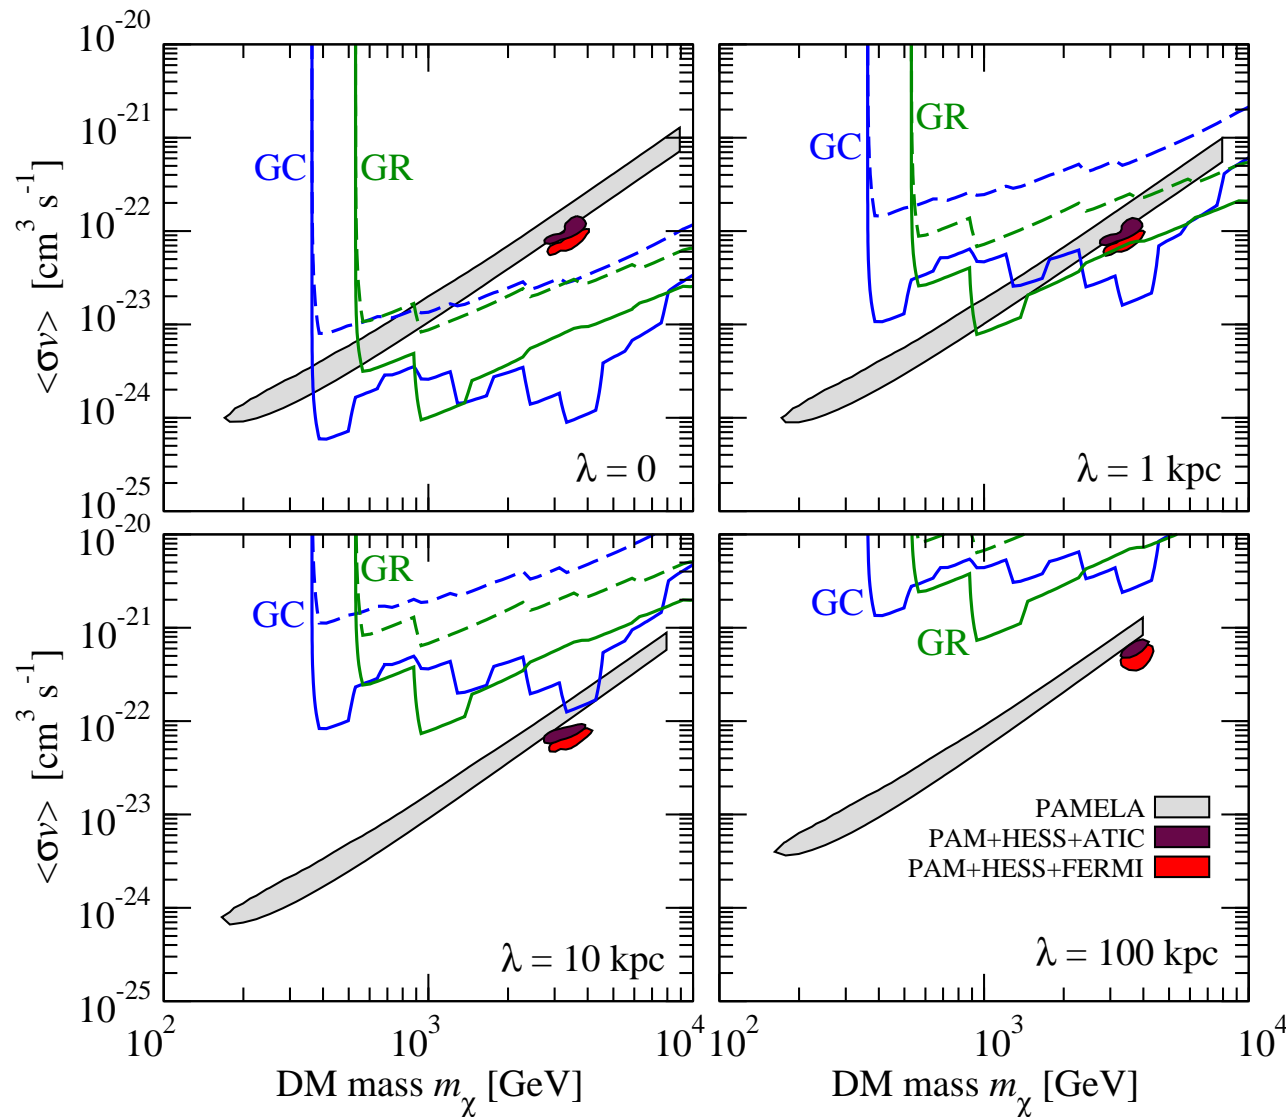 10^-20
10^-21
10^-22
10^-23
10^-24
10^-25
<σv> [cm^3 s^-1]
GC
GR
λ = 0
GC
GR
λ = 1 kpc
10^-20
10^-21
10^-22
10^-23
10^-24
10^-25
<σv> [cm^3 s^-1]
GC
GR
λ = 10 kpc
GC
GR
PAMELA
PAM+HESS+ATIC
PAM+HESS+FERMI
λ = 100 kpc
10^2
10^3
10^4
10^2
10^3
10^4
DM mass m_χ [GeV]
DM mass m_χ [GeV]